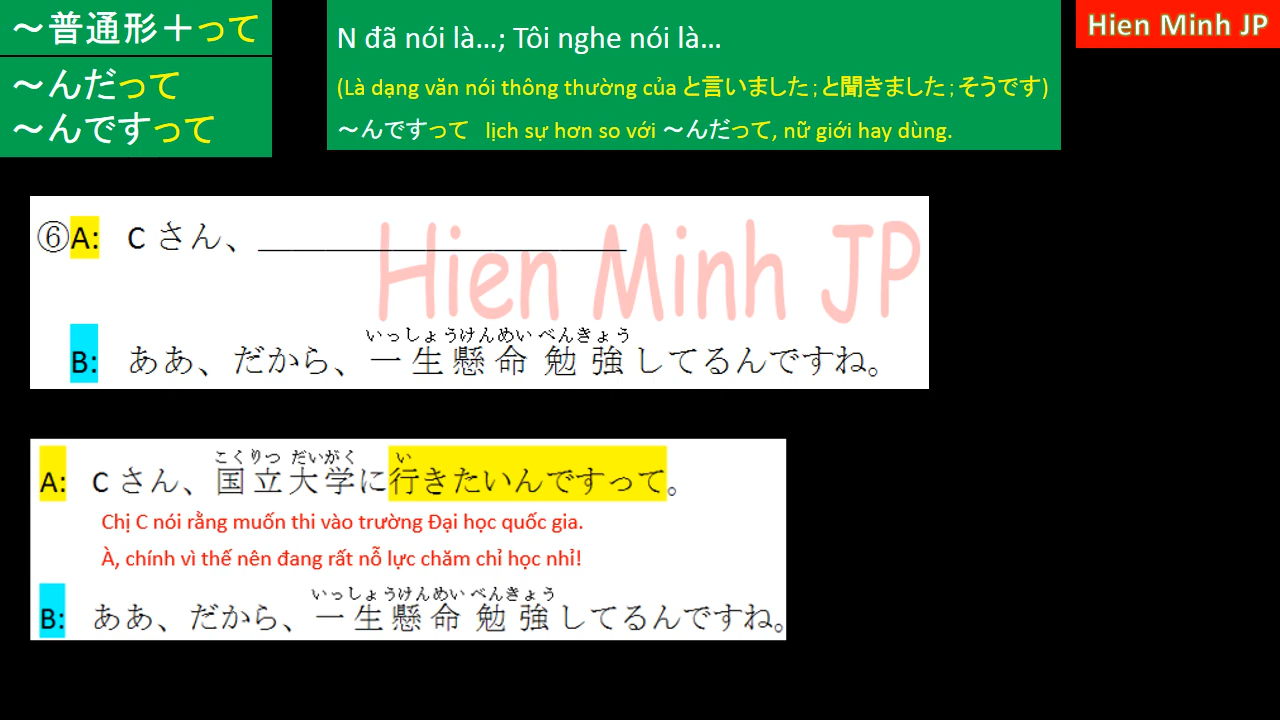 ～普通形＋って
～んだって
～んですって
N đã nói là...; Tôi nghe nói là...
(Là dạng văn nói thông thường của と言いました；と聞きました；そうです)
～んですって lịch sự hơn so với ～んだって, nữ giới hay dùng.
Hien Minh JP
⑥A: C さん、______________________
Hien Minh JP
いっしょうけんめい べんきょう
B: ああ、だから、一生懸命勉強してるんですね。
こくりつ だいがく い
A: C さん、国立大学に行きたいんですって。
Chị C nói rằng muốn thi vào trường Đại học quốc gia.
À, chính vì thế nên đang rất nỗ lực chăm chỉ học nhỉ!
いっしょうけんめい べんきょう
B: ああ、だから、一生懸命勉強してるんですね。